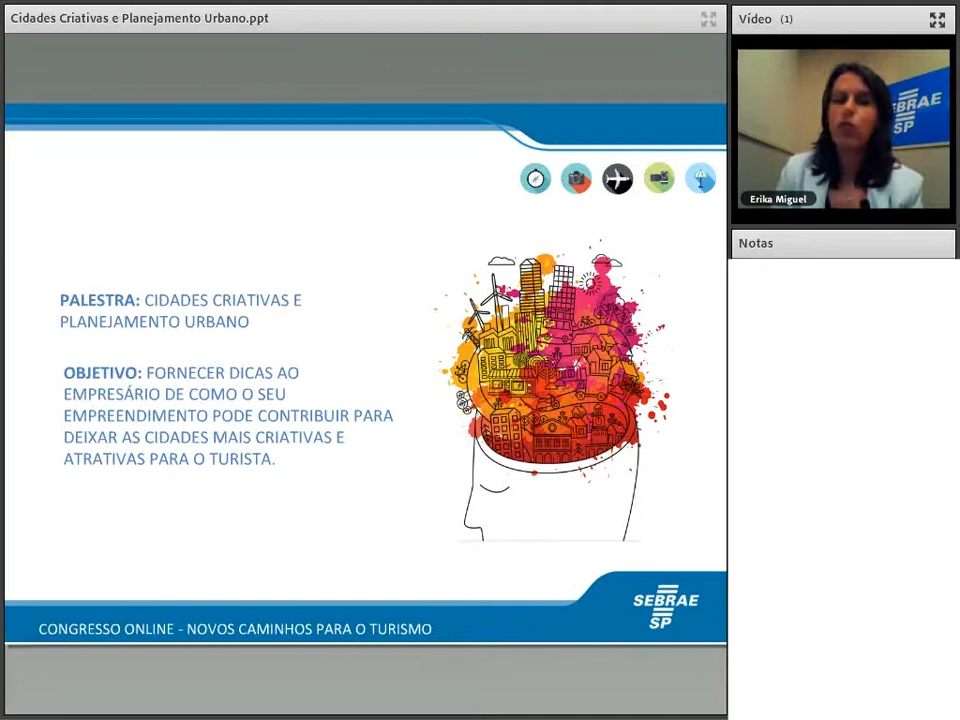 Cidades Criativas e Planejamento Urbano.ppt
Vídeo (1)
EBRAE
SP
Erika Miguel
Notas
PALESTRA: CIDADES CRIATIVAS E
PLANEJAMENTO URBANO
OBJETIVO: FORNECER DICAS AO
EMPRESÁRIO DE COMO O SEU
EMPREENDIMENTO PODE CONTRIBUIR PARA
DEIXAR AS CIDADES MAIS CRIATIVAS E
ATRATIVAS PARA O TURISTA.
SEBRAE
SP
CONGRESSO ONLINE - NOVOS CAMINHOS PARA O TURISMO